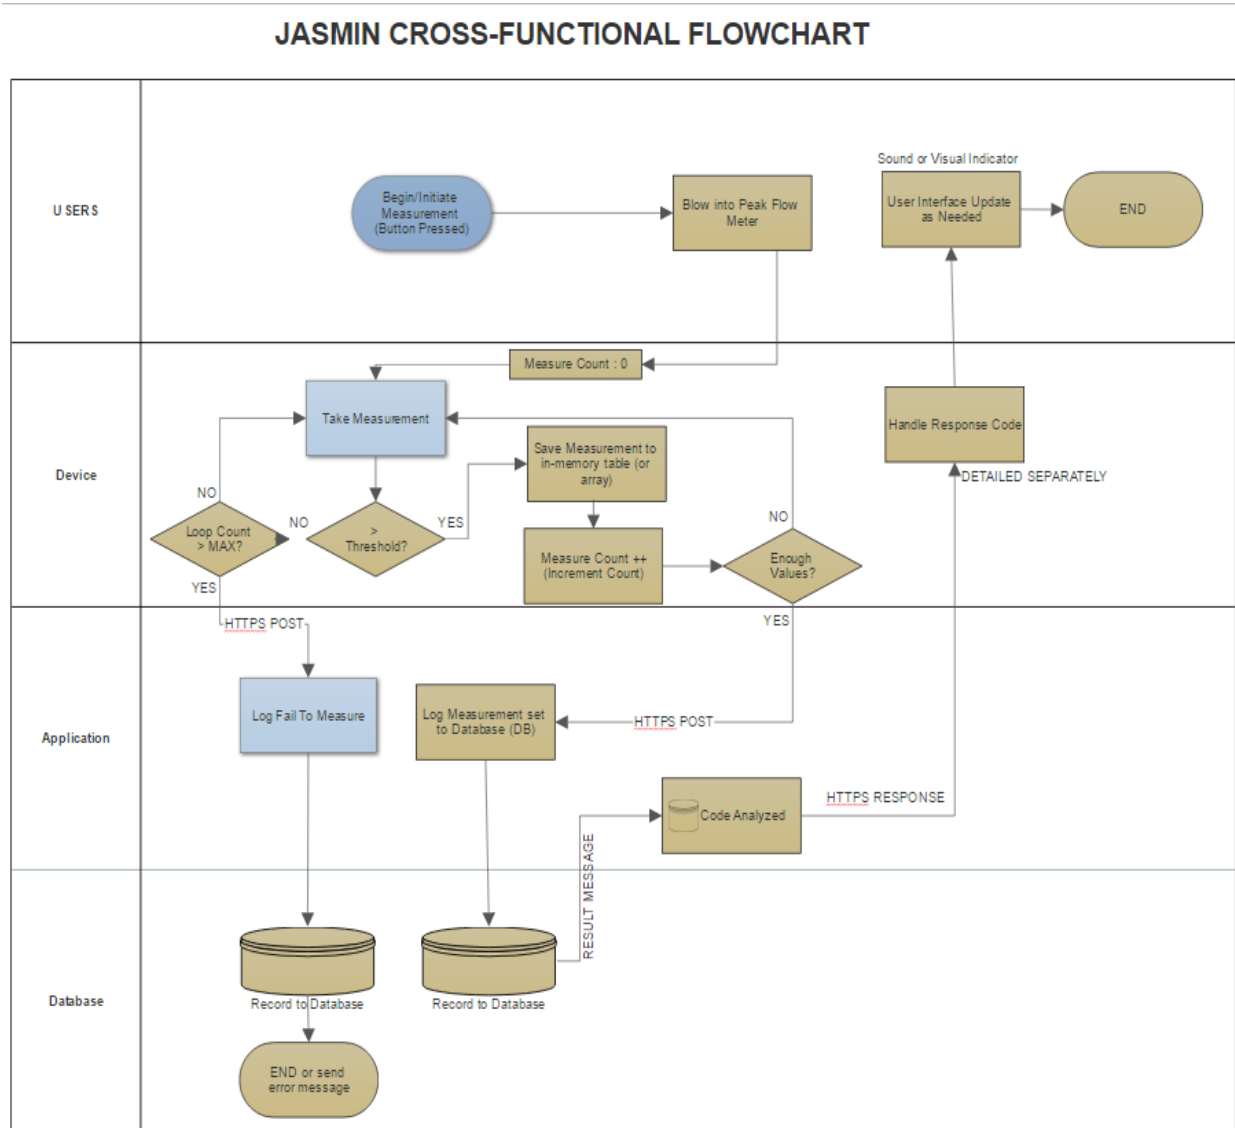 JASMIN CROSS-FUNCTIONAL FLOWCHART
USERS
Begin/Initiate
Measurement
(Button Pressed)
Blow into Peak Flow
Meter
Sound or Visual Indicator
User Interface Update
as Needed
END
Device
Measure Count : 0
Take Measurement
Save Measurement to
in-memory table (or
array)
Handle Response Code
DETAILED SEPARATELY
NO
Loop Count
> MAX?
NO
>
Threshold?
YES
Measure Count ++
(Increment Count)
NO
Enough
Values?
YES
YES
Application
HTTPS POST
Log Fail To Measure
Log Measurement set
to Database (DB)
HTTPS POST
Code Analyzed
HTTPS RESPONSE
RESULT MESSAGE
Database
Record to Database
Record to Database
END or send
error message